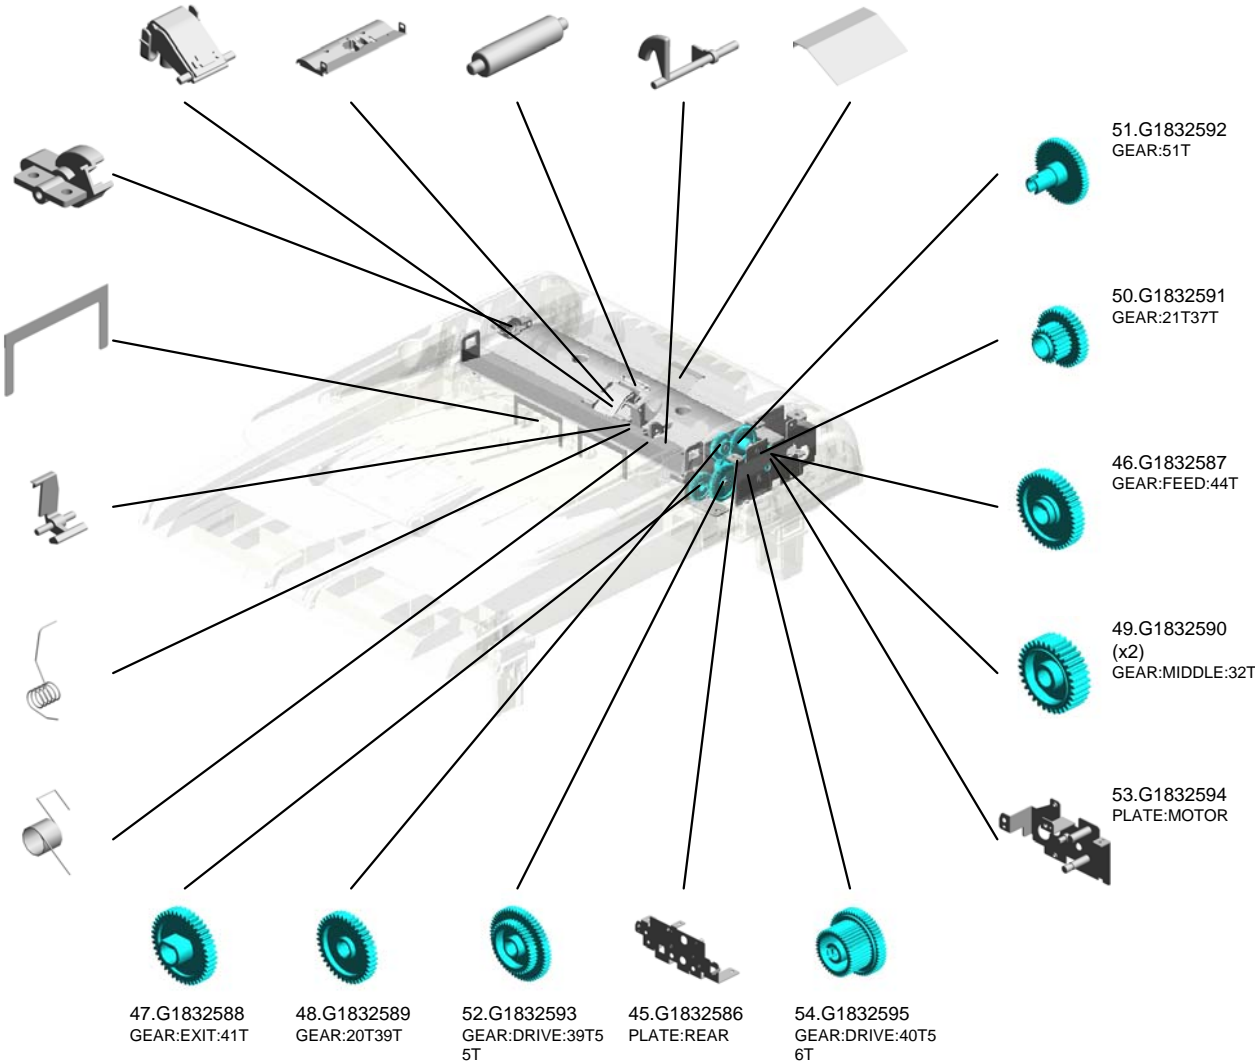 51.G1832592
GEAR:51T
50.G1832591
GEAR:21T37T
46.G1832587
GEAR:FEED:44T
49.G1832590
(x2)
GEAR:MIDDLE:32T
53.G1832594
PLATE:MOTOR
47.G1832588
GEAR:EXIT:41T
48.G1832589
GEAR:20T39T
52.G1832593
GEAR:DRIVE:39T5
5T
45.G1832586
PLATE:REAR
54.G1832595
GEAR:DRIVE:40T5
6T